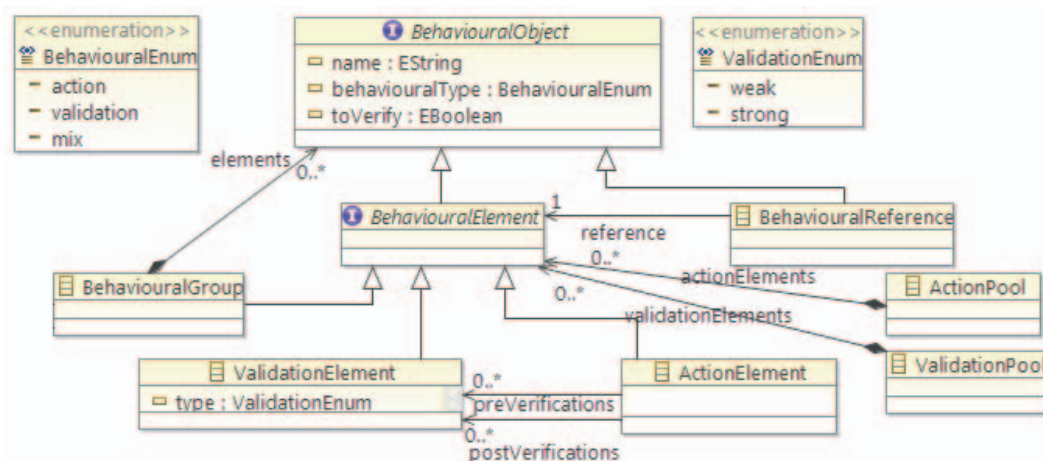 <<enumeration>>
BehaviouralEnum
action
validation
mix
BehaviouralObject
name : EString
behaviouralType : BehaviouralEnum
toVerify : EBoolean
<<enumeration>>
ValidationEnum
weak
strong
elements
0..*
BehaviouralElement
1
reference
BehaviouralReference
0..*
actionElements
0..*
validationElements
BehaviouralGroup
ActionPool
ValidationPool
ValidationElement
type : ValidationEnum
0..*
preVerifications
0..*
postVerifications
ActionElement